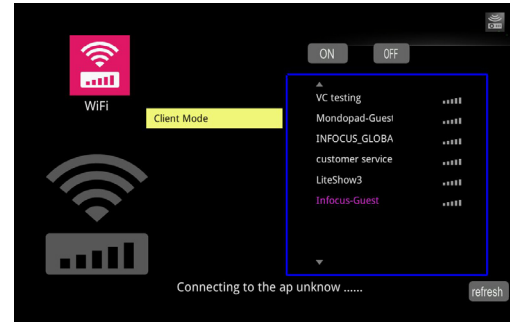 ON OFF
WiFi
Client Mode
VC testing
Mondopad-Guest
INFOCUS_GLOBA
customer service
LiteShow3
Infocus-Guest
Connecting to the ap unknow ......
refresh